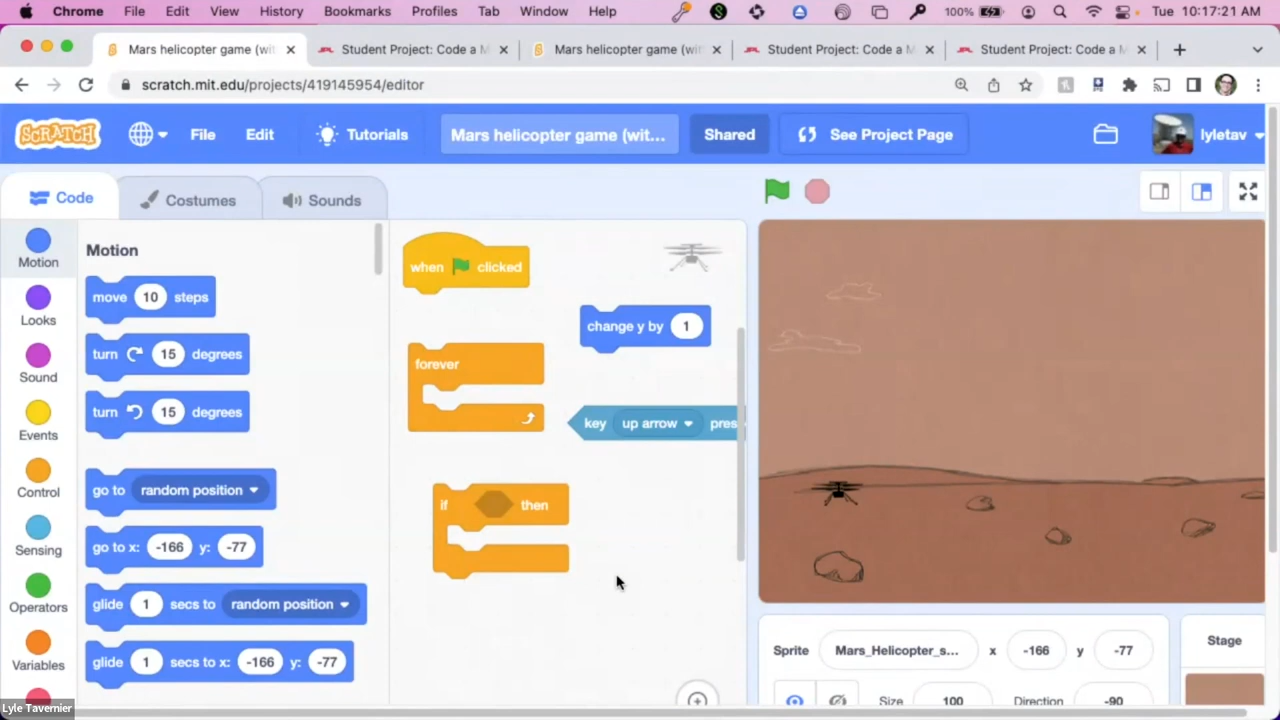 Chrome File Edit View History Bookmarks Profiles Tab Window Help 100% Tue 10:17:21 AM
Mars helicopter game (wit Student Project: Code a M Mars helicopter game (wit Student Project: Code a M Student Project: Code a M
scratch.mit.edu/projects/419145954/editor
SCRATCH File Edit Tutorials Mars helicopter game (wit... Shared See Project Page lyletav
Code Costumes Sounds
Motion
Looks
Sound
Events
Control
Sensing
Operators
Variables
Motion
move 10 steps
turn 15 degrees
turn 15 degrees
go to random position
go to x: -166 y: -77
glide 1 secs to random position
glide 1 secs to x: -166 y: -77
when clicked
change y by 1
forever
key up arrow pres
if then
Sprite Mars_Helicopter_s... x -166 y -77
Size 100 Direction -90
Stage
Lyle Tavernier